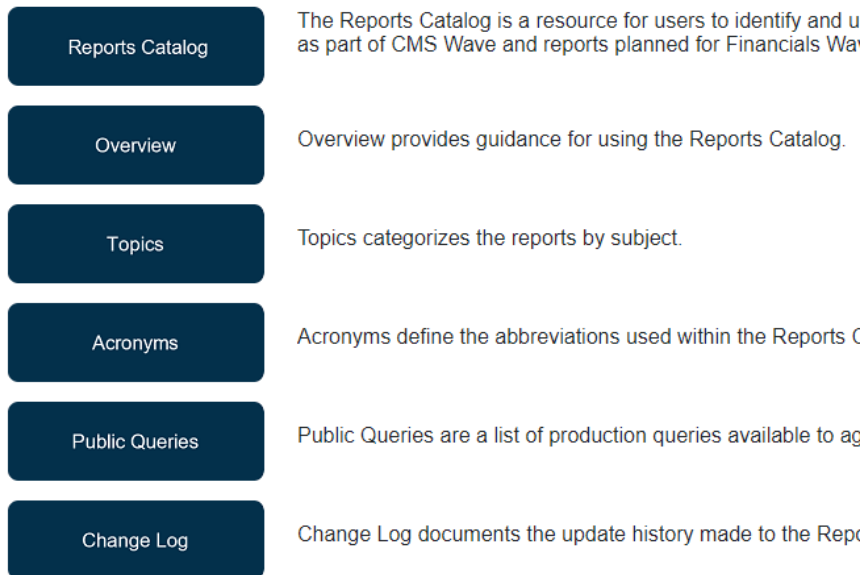 Reports Catalog
The Reports Catalog is a resource for users to identify and
as part of CMS Wave and reports planned for Financials
Overview
Overview provides guidance for using the Reports Catalog.
Topics
Topics categorizes the reports by subject.
Acronyms
Acronyms define the abbreviations used within the Reports
Public Queries
Public Queries are a list of production queries available to
Change Log
Change Log documents the update history made to the